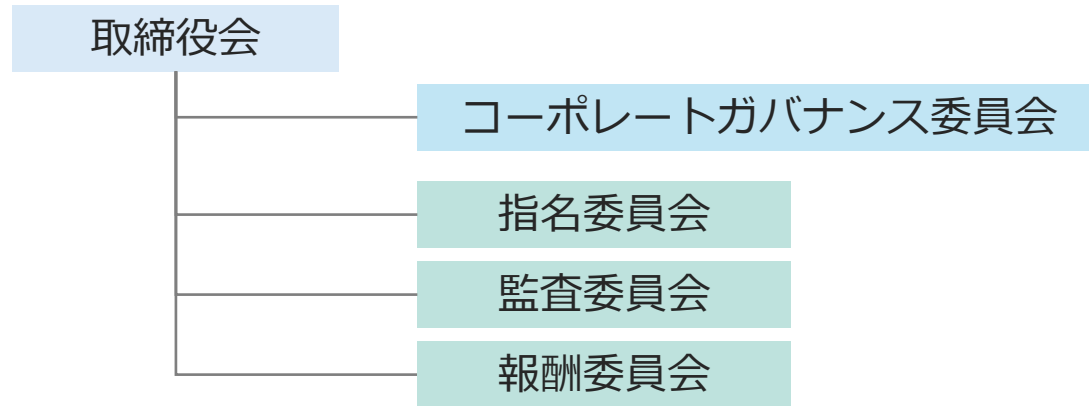 取締役会
コーポレートガバナンス委員会
指名委員会
監査委員会
報酬委員会